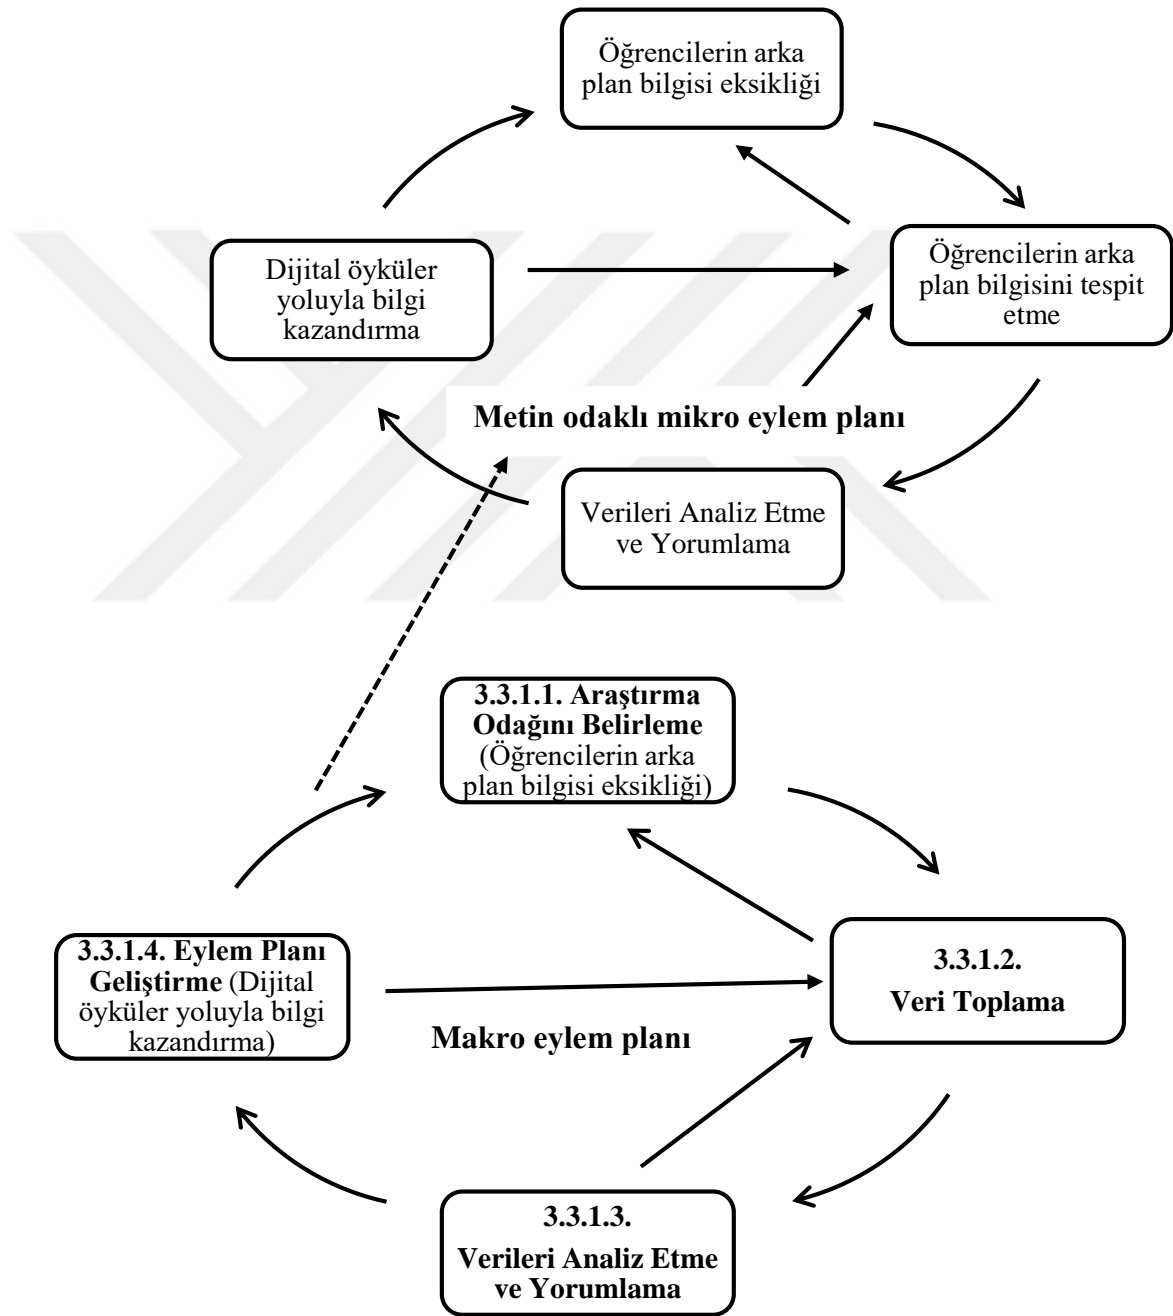 Öğrencilerin arka
plan bilgisi eksikliği
Dijital öyküler
yoluyla bilgi
kazandırma
Öğrencilerin arka
plan bilgisini tespit
etme
Metin odaklı mikro eylem planı
Verileri Analiz Etme
ve Yorumlama
3.3.1.1. Araştırma
Odağını Belirleme
(Öğrencilerin arka
plan bilgisi eksikliği)
3.3.1.4. Eylem Planı
Geliştirme (Dijital
öyküler yoluyla bilgi
kazandırma)
3.3.1.2.
Veri Toplama
Makro eylem planı
3.3.1.3.
Verileri Analiz Etme
ve Yorumlama